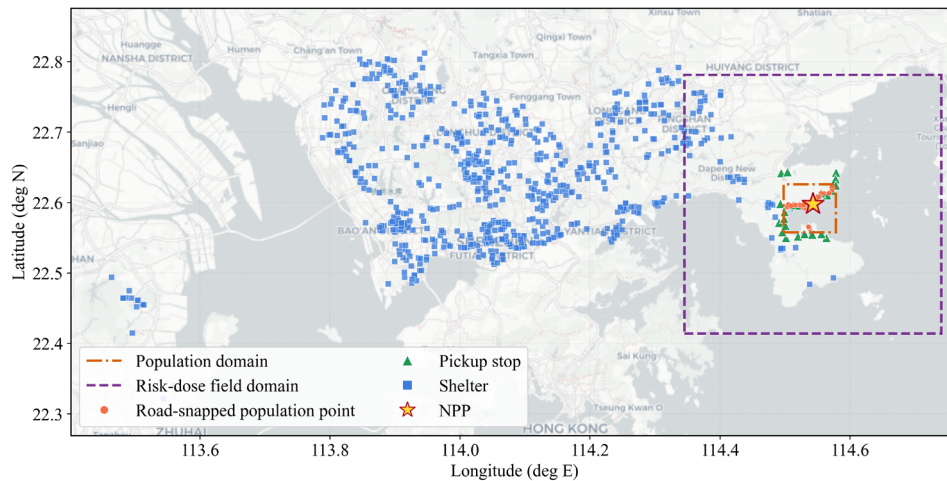 Xinxu Town
Shatian
Huangge
Humen
Chang'an Town
Qingxi Town
NANSHA DISTRICT
Tangxia Town
HUIYANG DISTRICT
22.8
Hengli
DISTRICT
Fenggang Town
DISTRICT
22.7
Sanjiao
Dapeng New
District
22.6
BAO'AN DISTRICT
YANTIAN DISTRICT
FUTIAN DISTRICT
22.5
22.4
22.3
Latitude (deg N)
Sai Kung
Tseung Kwan O
HONG KONG
ZHUHAI
Population domain
Risk-dose field domain
Road-snapped population point
Pickup stop
Shelter
NPP
113.6
113.8
114.0
114.2
114.4
114.6
Longitude (deg E)